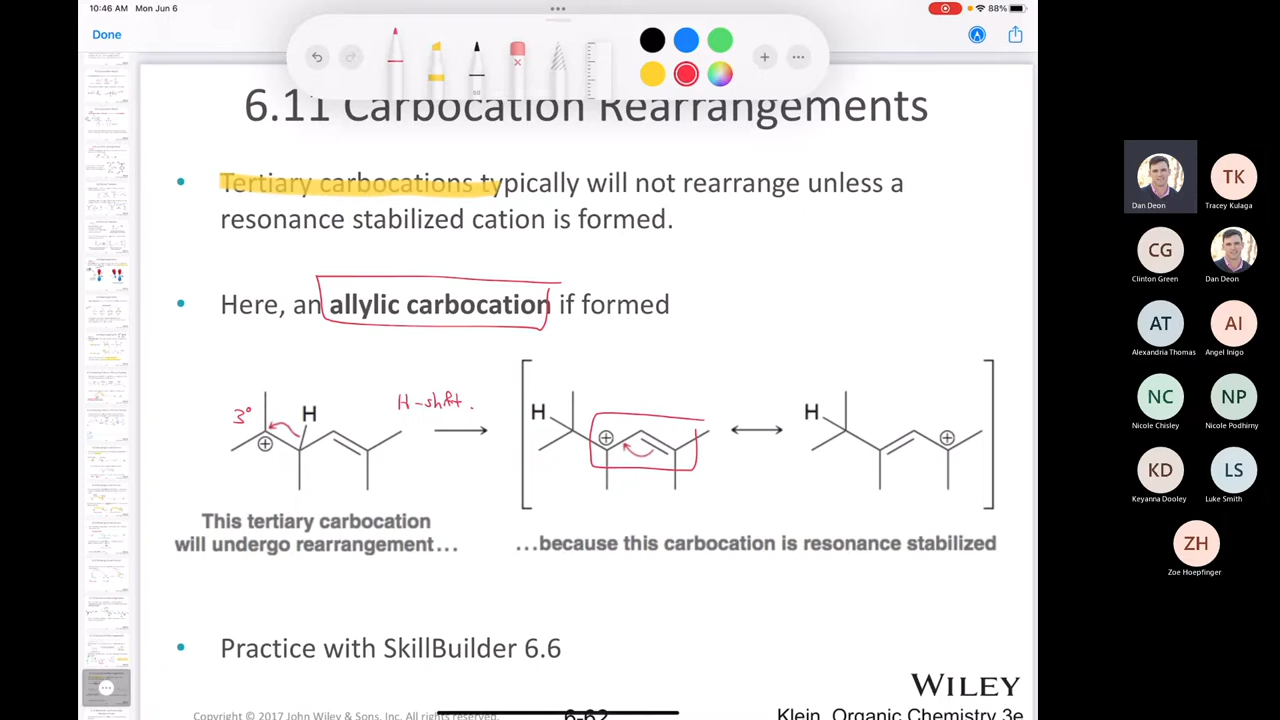 10:46 AM Mon Jun 6
88%
Done
6.11 Carbocation Rearrangements
• Tertiary carbocations typically will not rearrange unless a
resonance stabilized cation is formed.
• Here, an allylic carbocation if formed
3° H
H-shift.
H
H
This tertiary carbocation
will undergo rearrangement...
...because this carbocation is resonance stabilized
• Practice with SkillBuilder 6.6
WILEY
6-62
Organic Chemistry 3e
Dan Deon
TK
Tracey Kulaga
CG
Clinton Green
Dan Deon
AT
Alexandria Thomas
AI
Angel Inigo
NC
Nicole Chisley
NP
Nicole Podhirny
KD
Keyanna Dooley
LS
Luke Smith
ZH
Zoe Hoepfinger